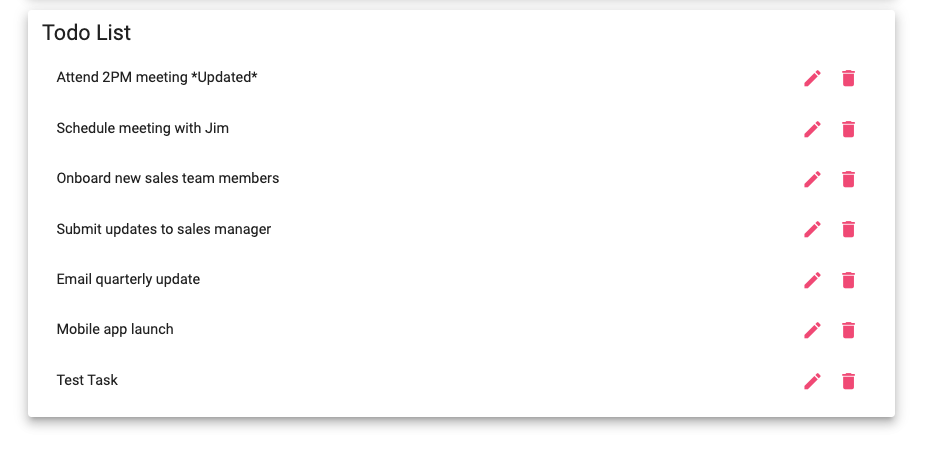 Todo List
Attend 2PM meeting *Updated*
Schedule meeting with Jim
Onboard new sales team members
Submit updates to sales manager
Email quarterly update
Mobile app launch
Test Task